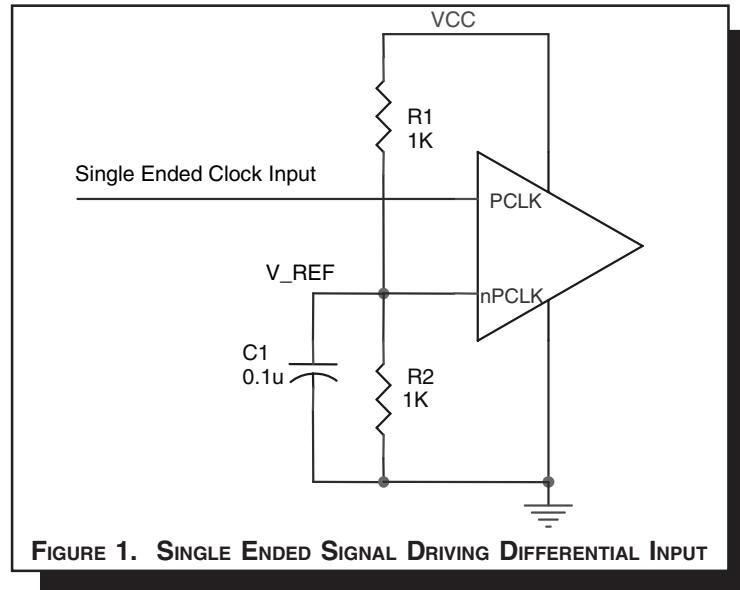 VCC
R1
1K
Single Ended Clock Input
PCLK
V_REF
nPCLK
C1
0.1u
R2
1K
FIGURE 1. SINGLE ENDED SIGNAL DRIVING DIFFERENTIAL INPUT